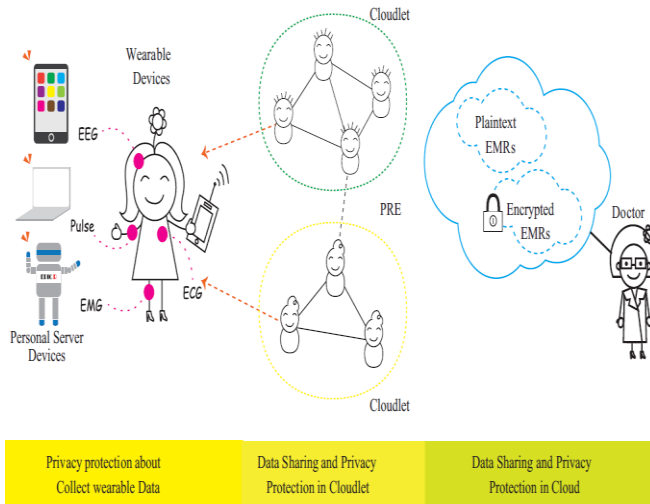 Cloudlet
Wearable
Devices
EEG
Plaintext
EMRs
Pulse
PRE
Encrypted
EMRs
Doctor
EMG
ECG
Personal Server
Devices
Cloudlet
Privacy protection about
Collect wearable Data
Data Sharing and Privacy
Protection in Cloudlet
Data Sharing and Privacy
Protection in Cloud